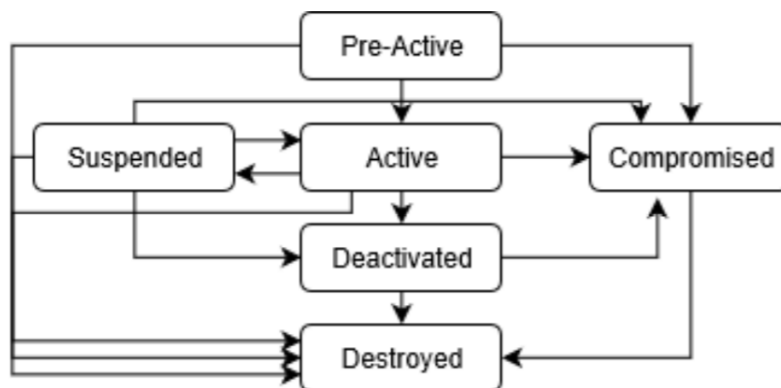 Pre-Active
Suspended
Active
Compromised
Deactivated
Destroyed